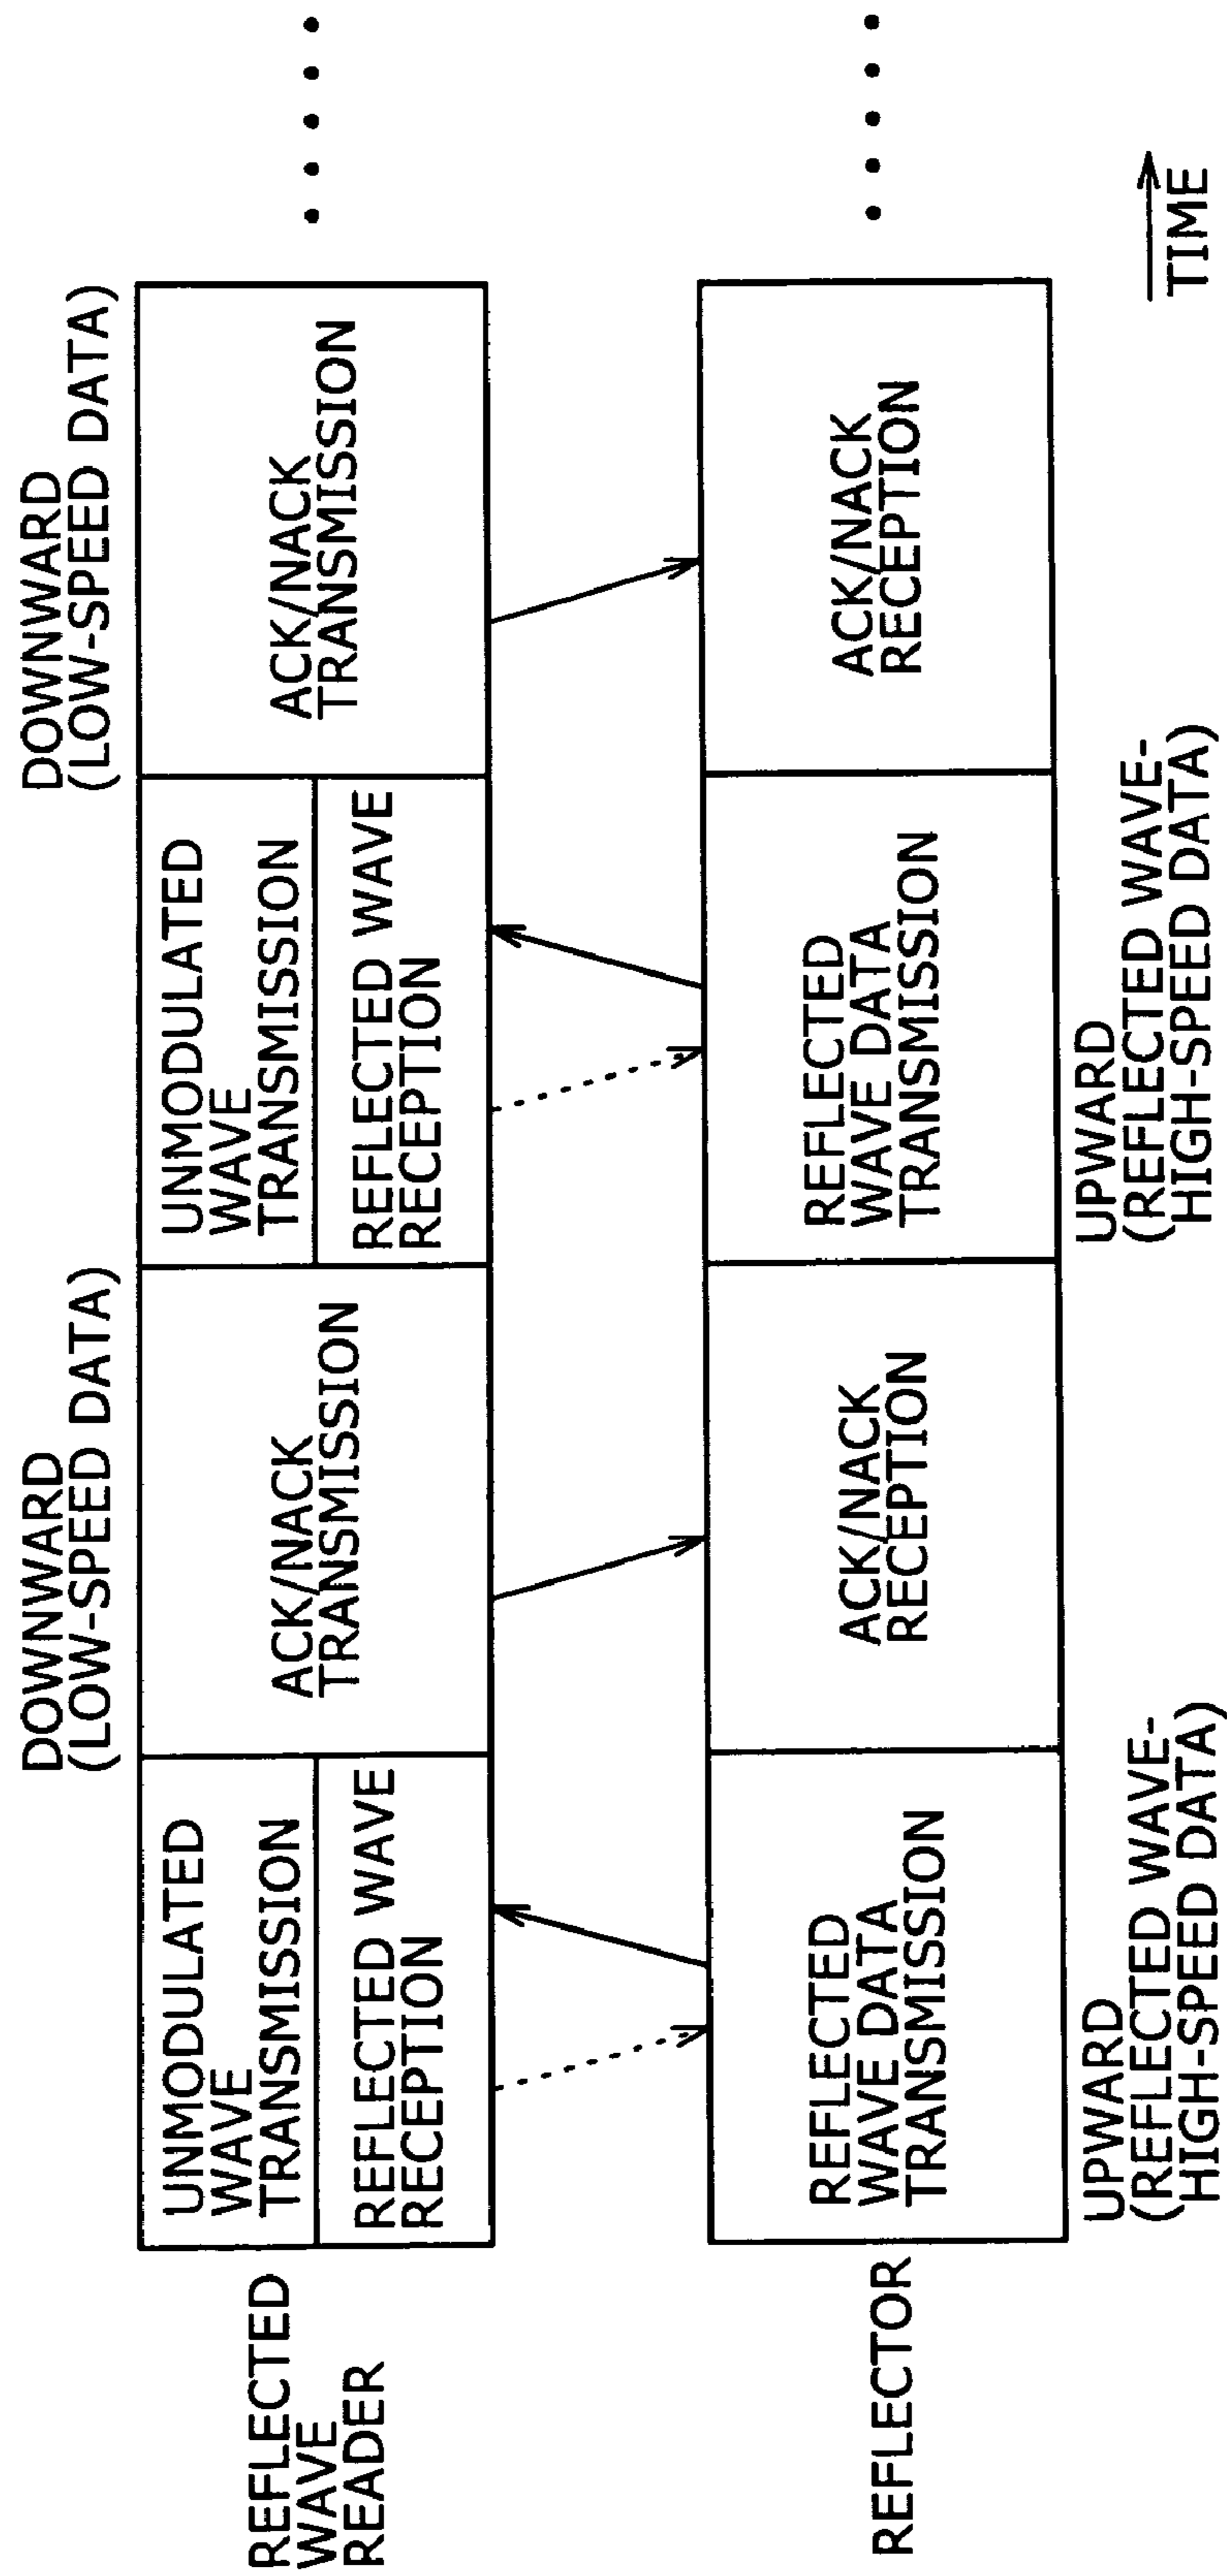 DOWNWARD
(LOW-SPEED DATA)
DOWNWARD
(LOW-SPEED DATA)
REFLECTED
WAVE
READER
UNMODULATED
WAVE
TRANSMISSION
REFLECTED WAVE
RECEPTION
ACK/NACK
TRANSMISSION
UNMODULATED
WAVE
TRANSMISSION
REFLECTED WAVE
RECEPTION
ACK/NACK
TRANSMISSION
REFLECTOR
REFLECTED
WAVE DATA
TRANSMISSION
ACK/NACK
RECEPTION
REFLECTED
WAVE DATA
TRANSMISSION
ACK/NACK
RECEPTION
UPWARD
(REFLECTED WAVE-
HIGH-SPEED DATA)
UPWARD
(REFLECTED WAVE-
HIGH-SPEED DATA)
TIME